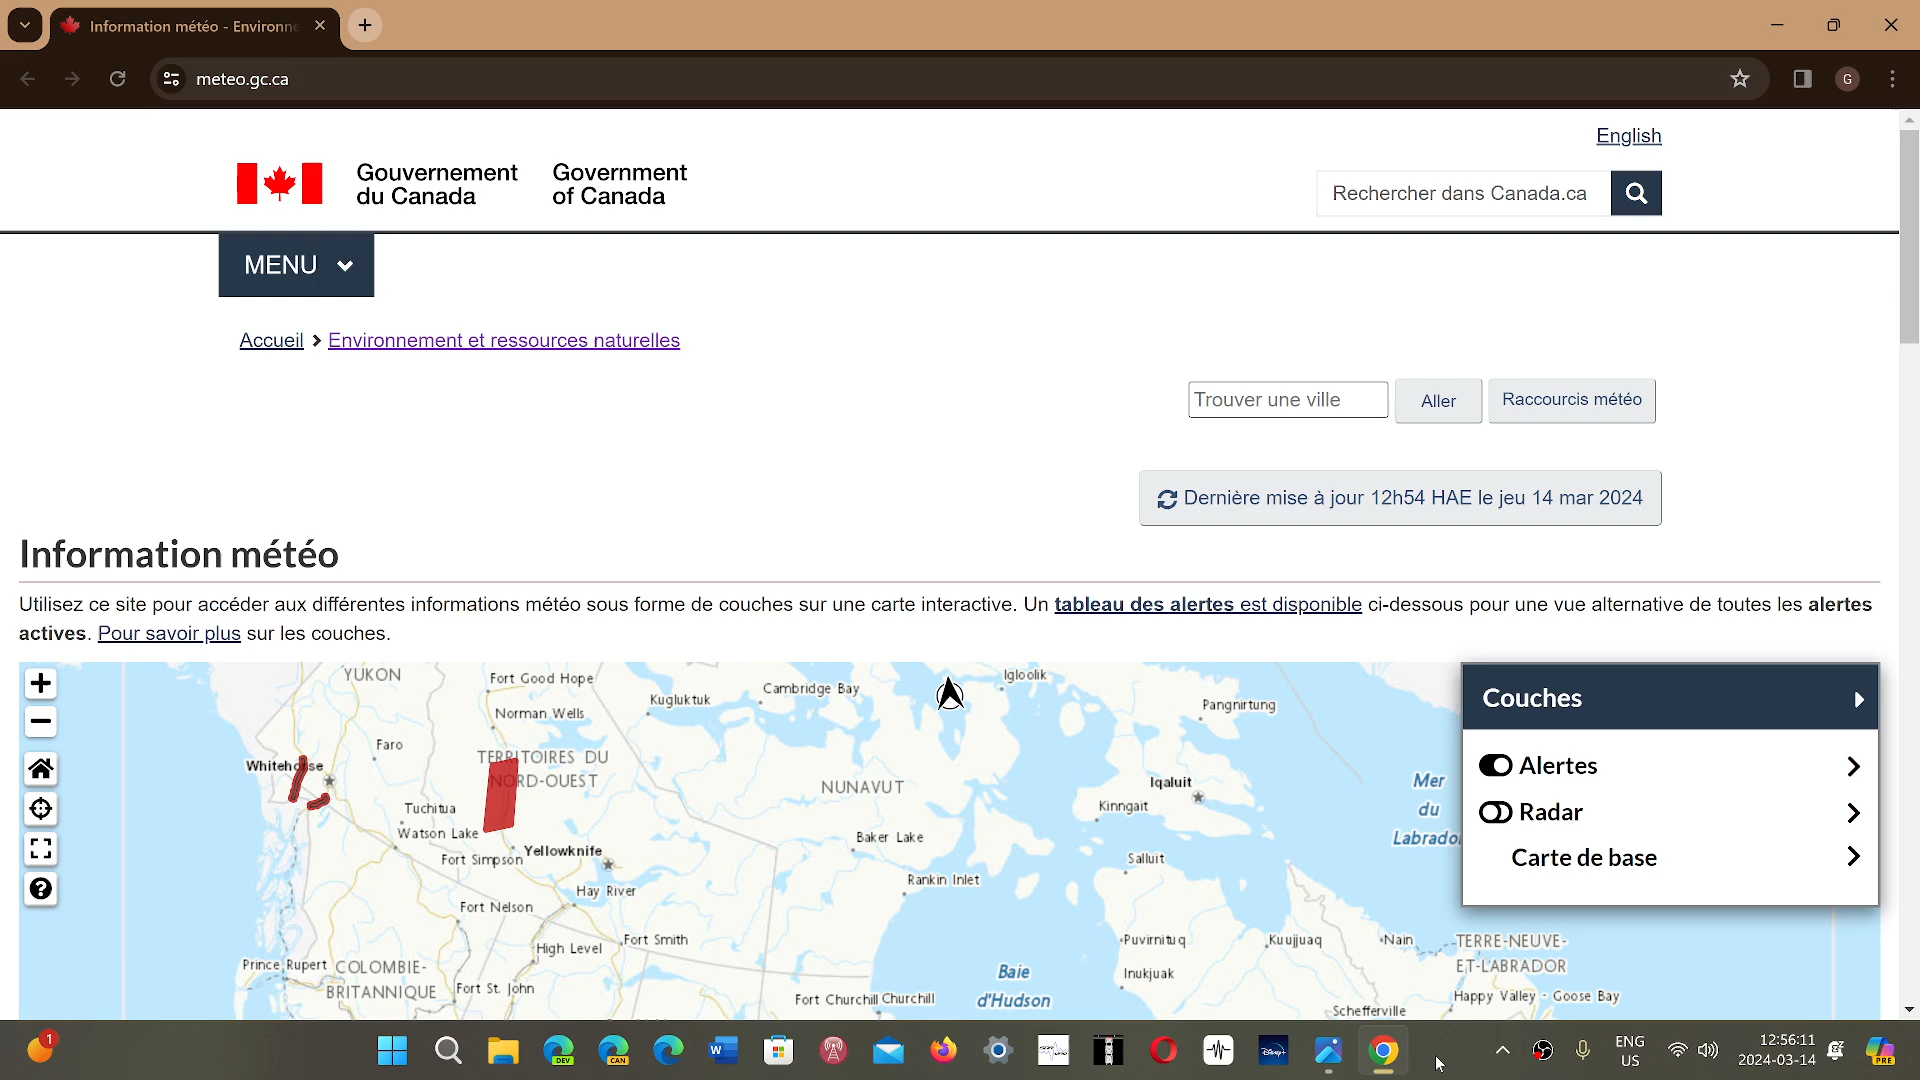 Information météo - Environne
meteo.gc.ca
G
English
Gouvernement
du Canada
Government
of Canada
Rechercher dans Canada.ca
MENU
Accueil
Environnement et ressources naturelles
Trouver une ville
Aller
Raccourcis météo
Dernière mise à jour 12h54 HAE le jeu 14 mar 2024
Information météo
Utilisez ce site pour accéder aux différentes informations météo sous forme de couches sur une carte interactive. Un tableau des alertes est disponible ci-dessous pour une vue alternative de toutes les alertes
actives. Pour savoir plus sur les couches.
YUKON
Fort Good Hope
Kugluktuk
Cambridge Bay
Igloolik
Pangnirtung
Norman Wells
Faro
TERRITOIRES DU
NORD-OUEST
Whitehorse
NUNAVUT
Iqaluit
Kinngait
Mer
du
Labrador
Tuchitua
Watson Lake
Baker Lake
Fort Simpson
Yellowknife
Salluit
Hay River
Rankin Inlet
Fort Nelson
High Level
Fort Smith
Puvirnituq
Kuujjuaq
Nain
TERRE-NEUVE-
ET-LABRADOR
Prince Rupert
COLOMBIE-
BRITANNIQUE
Fort St. John
Baie
d'Hudson
Inukjuak
Fort Churchill
Churchill
Schefferville
Happy Valley - Goose Bay
Couches
Alertes
Radar
Carte de base
1
DEV
CAN
W
Disney+
ENG
US
12:56:11
2024-03-14
PRE